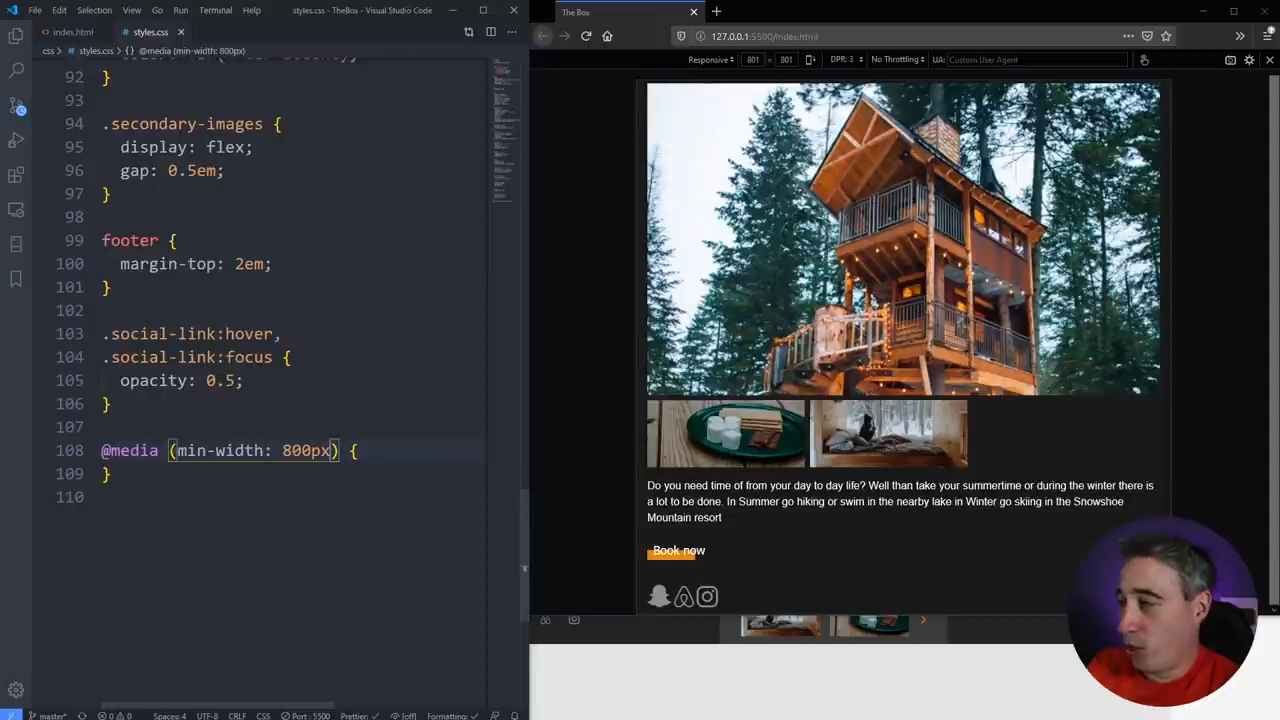 File Edit Selection View Go Run Terminal Help styles.css - TheBox - Visual Studio Code
index.html styles.css
css > styles.css > {} @media (min-width: 800px)
92 }
93
94 .secondary-images {
95 display: flex;
96 gap: 0.5em;
97 }
98
99 footer {
100 margin-top: 2em;
101 }
102
103 .social-link:hover,
104 .social-link:focus {
105 opacity: 0.5;
106 }
107
108 @media (min-width: 800px) {
109 }
110
master* 0 0 Spaces: 4 UTF-8 CRLF CSS Port : 5500 Prettier: ✓ [off] Formatting: ✓
The Box
127.0.0.1:5500/index.html
Responsive 801 × 801 DPR: 3 No Throttling UA: Custom User Agent
Do you need time of from your day to day life? Well than take your summertime or during the winter there is
a lot to be done. In Summer go hiking or swim in the nearby lake in Winter go skiing in the Snowshoe
Mountain resort
Book now